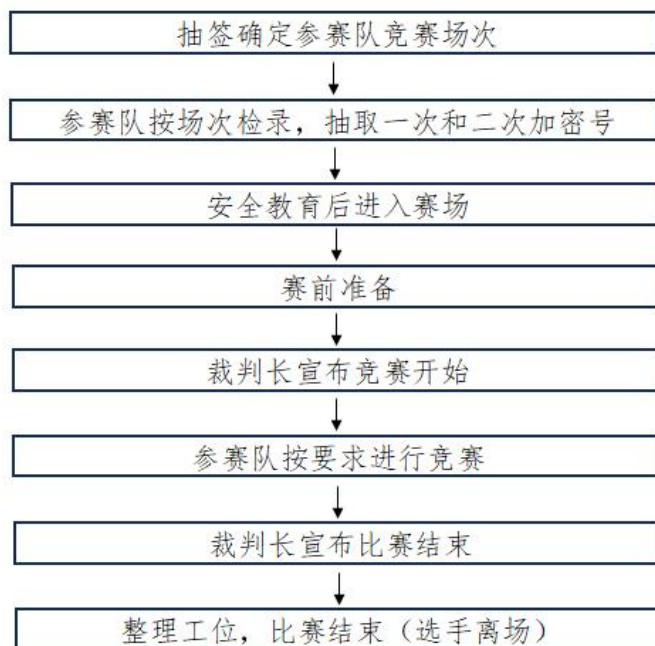 抽签确定参赛队竞赛场次
参赛队按场次检录，抽取一次和二次加密号
安全教育后进入赛场
赛前准备
裁判长宣布竞赛开始
参赛队按要求进行竞赛
裁判长宣布比赛结束
整理工位，比赛结束（选手离场）